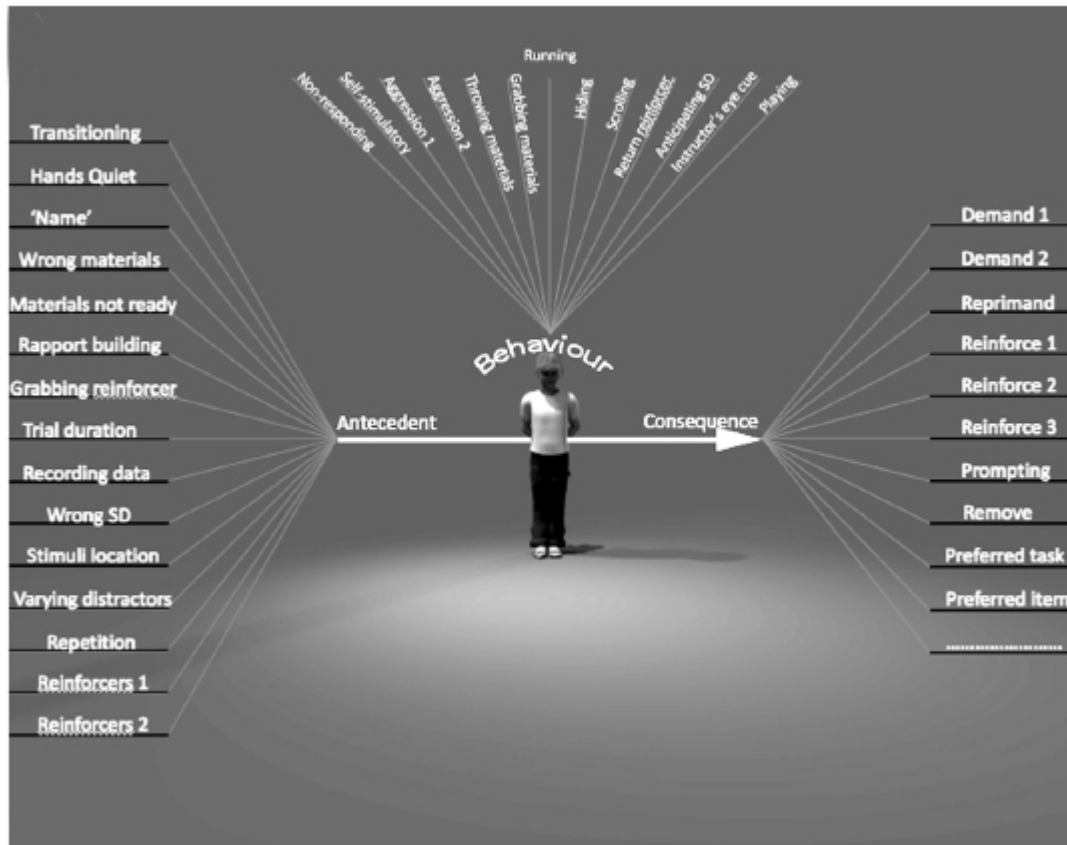 Running
Non-responding
Self-stimulatory
Aggression 1
Aggression 2
Throwing materials
Grabbing materials
Hiding
Scrolling
Return reinforcer
Anticipating SD
Instructor's eye cue
Playing
Transitioning
Hands Quiet
‘Name’
Wrong materials
Materials not ready
Rapport building
Grabbing reinforcer
Trial duration
Recording data
Wrong SD
Stimuli location
Varying distractors
Repetition
Reinforcers 1
Reinforcers 2
Behaviour
Antecedent
Consequence
Demand 1
Demand 2
Reprimand
Reinforce 1
Reinforce 2
Reinforce 3
Prompting
Remove
Preferred task
Preferred item
........................